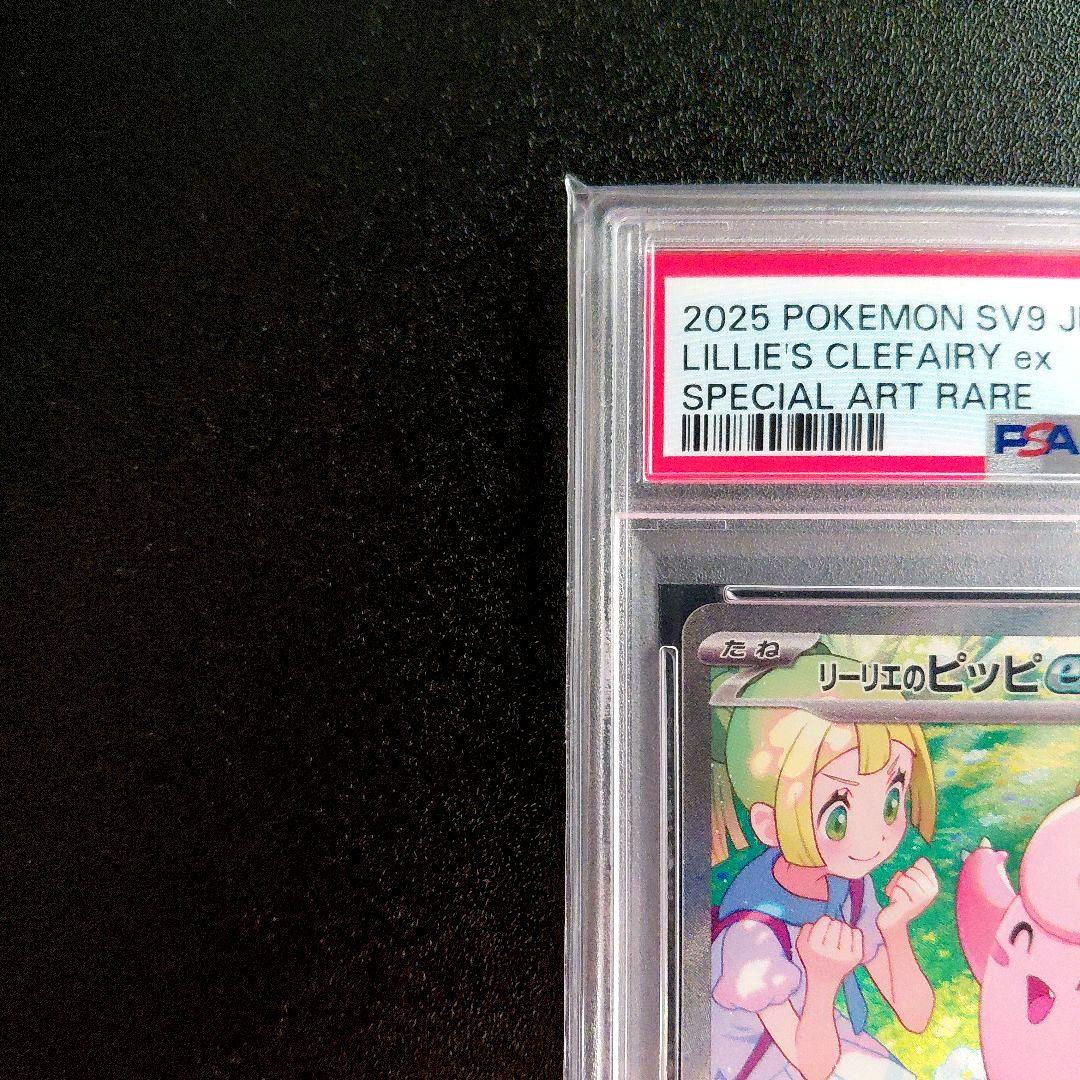 2025 POKEMON SV9
LILLIE'S CLEFAIRY ex
SPECIAL ART RARE
PSA
たね
リーリエのピッピ